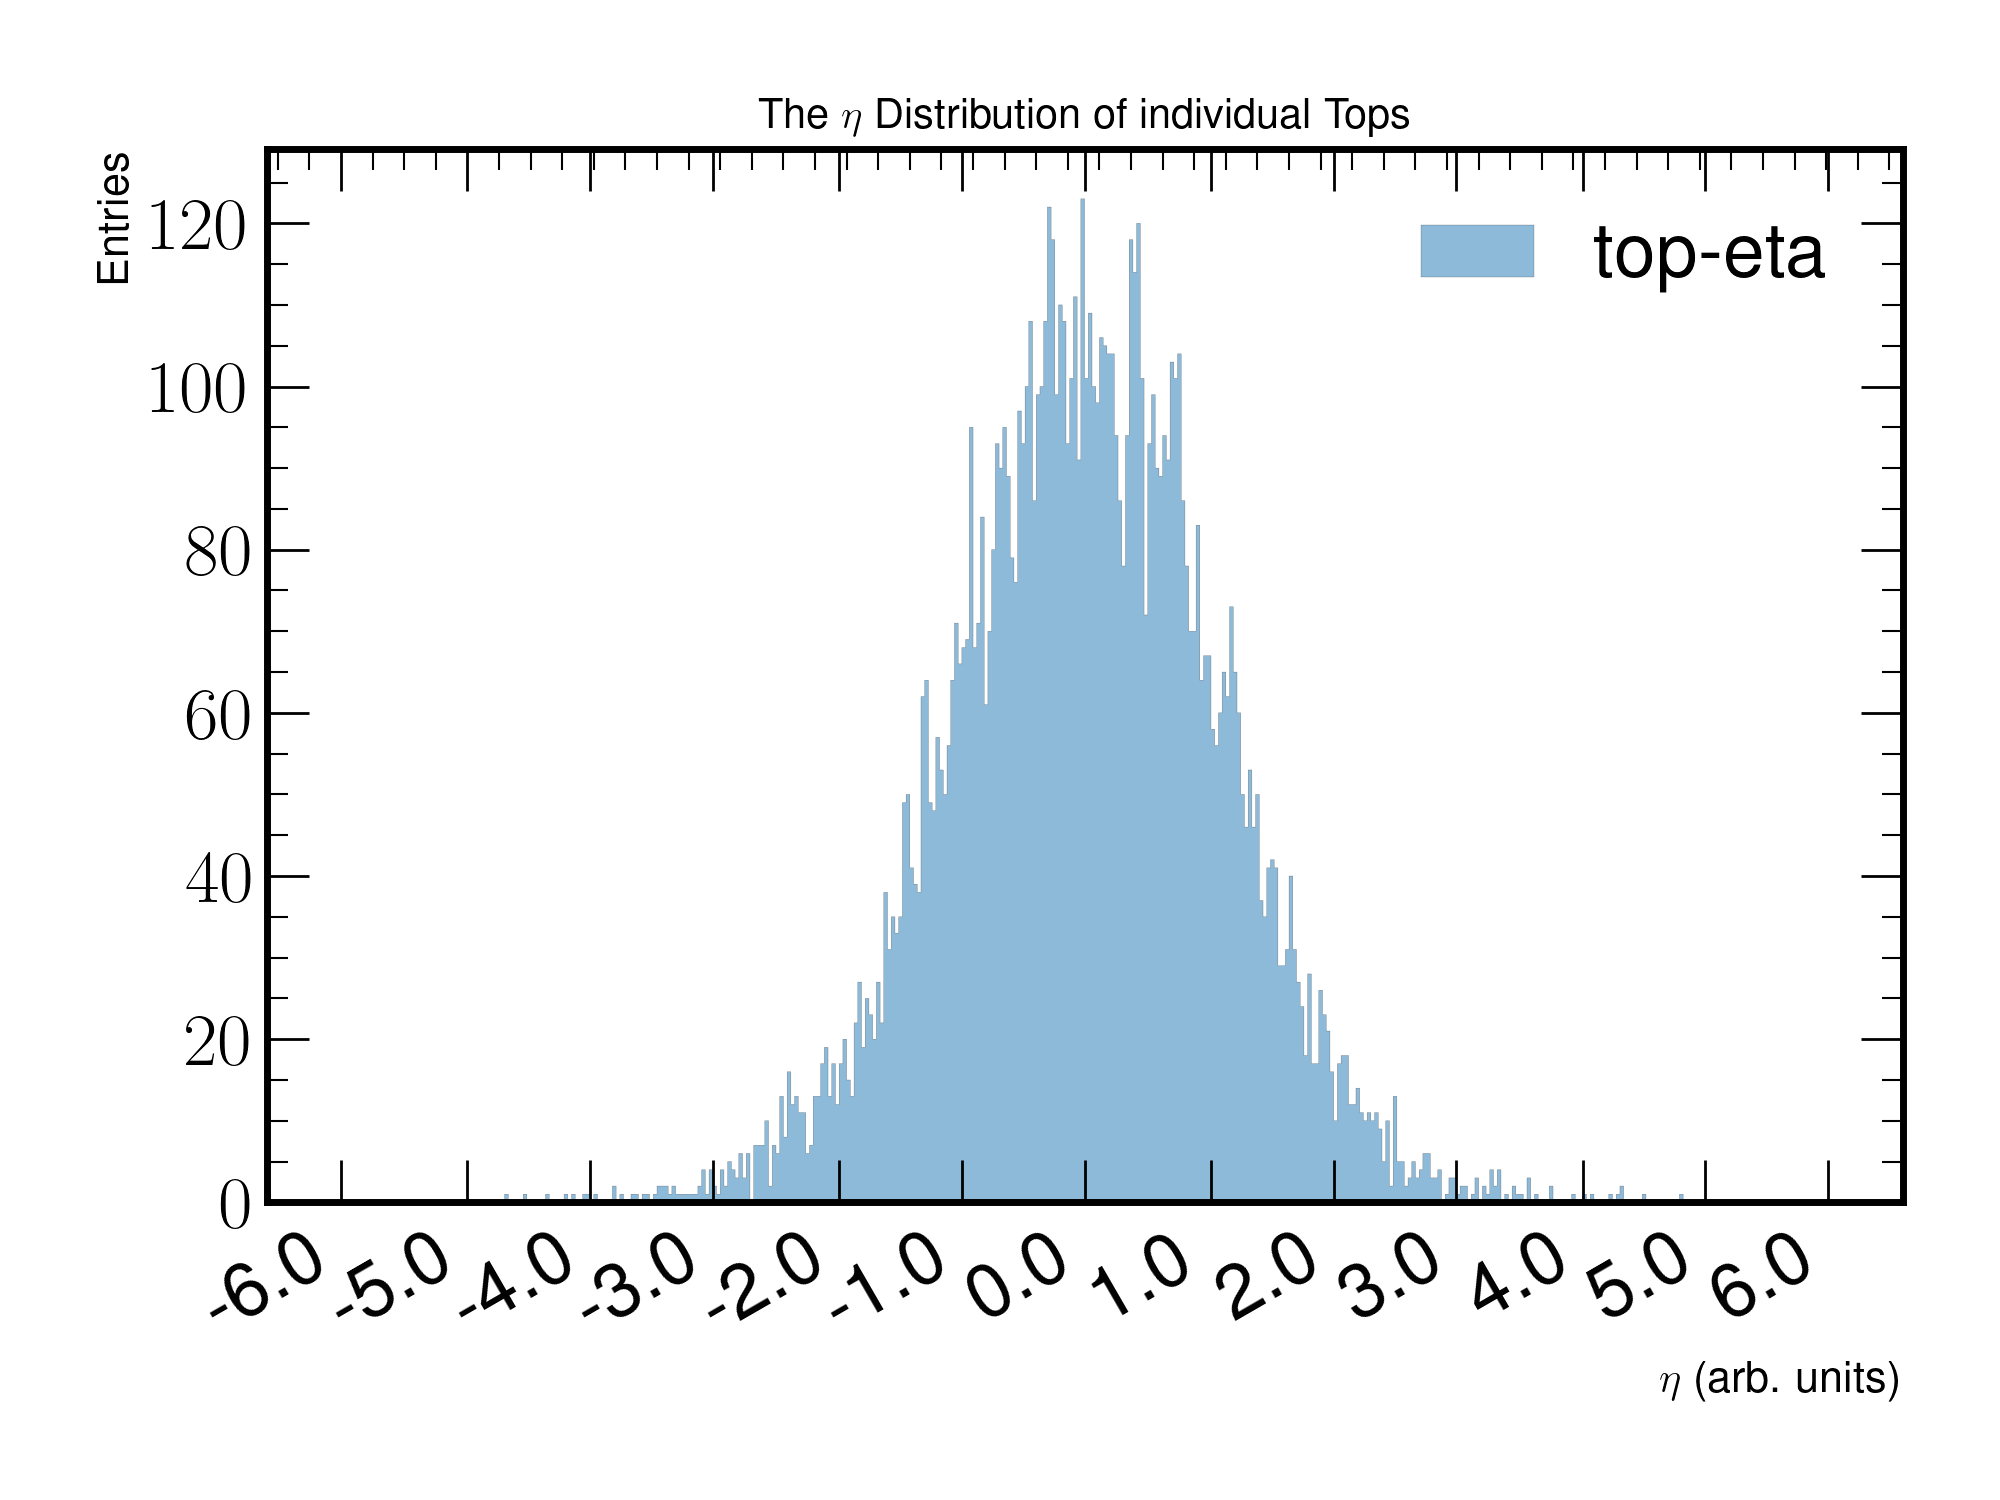 The η Distribution of individual Tops
Entries
120
100
80
60
40
20
0
top-eta
-6.0 -5.0 -4.0 -3.0 -2.0 -1.0 0.0 1.0 2.0 3.0 4.0 5.0 6.0
η (arb. units)